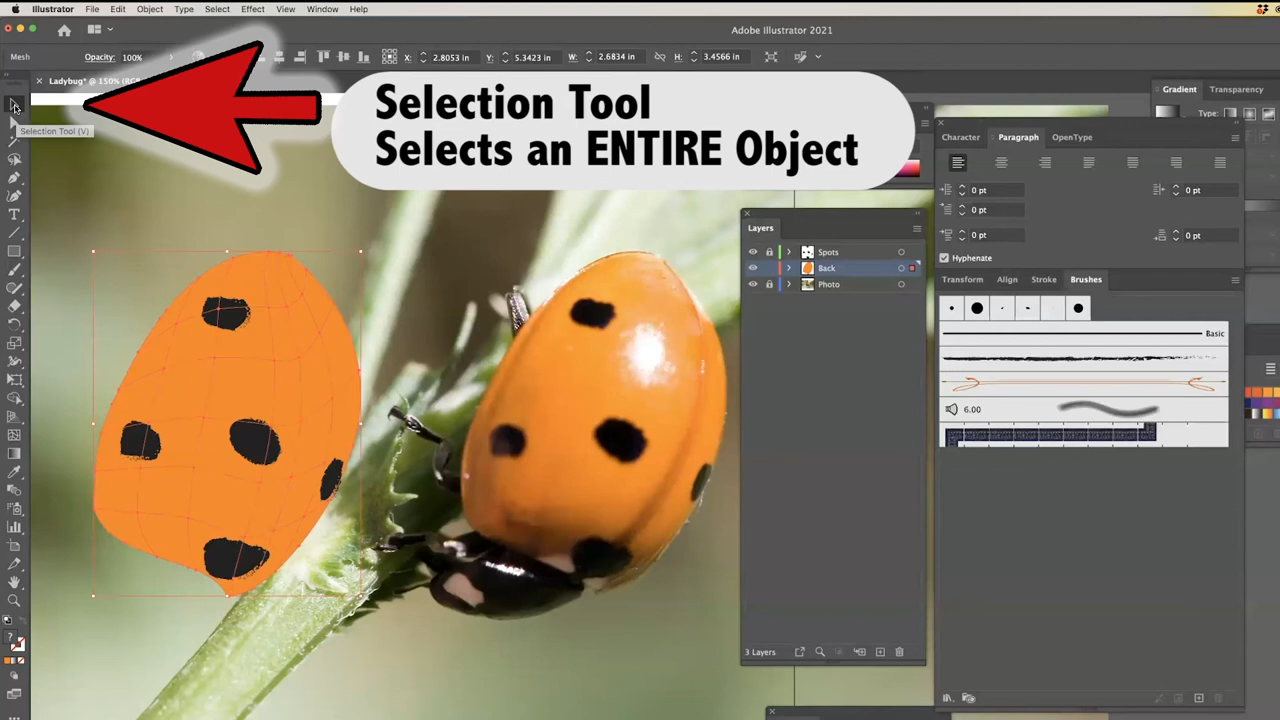 Illustrator File Edit Object Type Select Effect View Window Help
Adobe Illustrator 2021
Mesh Opacity: 100% X: 2.8053 in Y: 5.3423 in W: 2.6834 in H: 3.4566 in
Ladybug* @ 150% (RGB
Selection Tool
Selects an ENTIRE Object
Selection Tool (V)
Gradient Transparency
Type:
Character Paragraph OpenType
0 pt 0 pt
0 pt
0 pt 0 pt
Hyphenate
Transform Align Stroke Brushes
Basic
6.00
Layers
Spots
Back
Photo
3 Layers